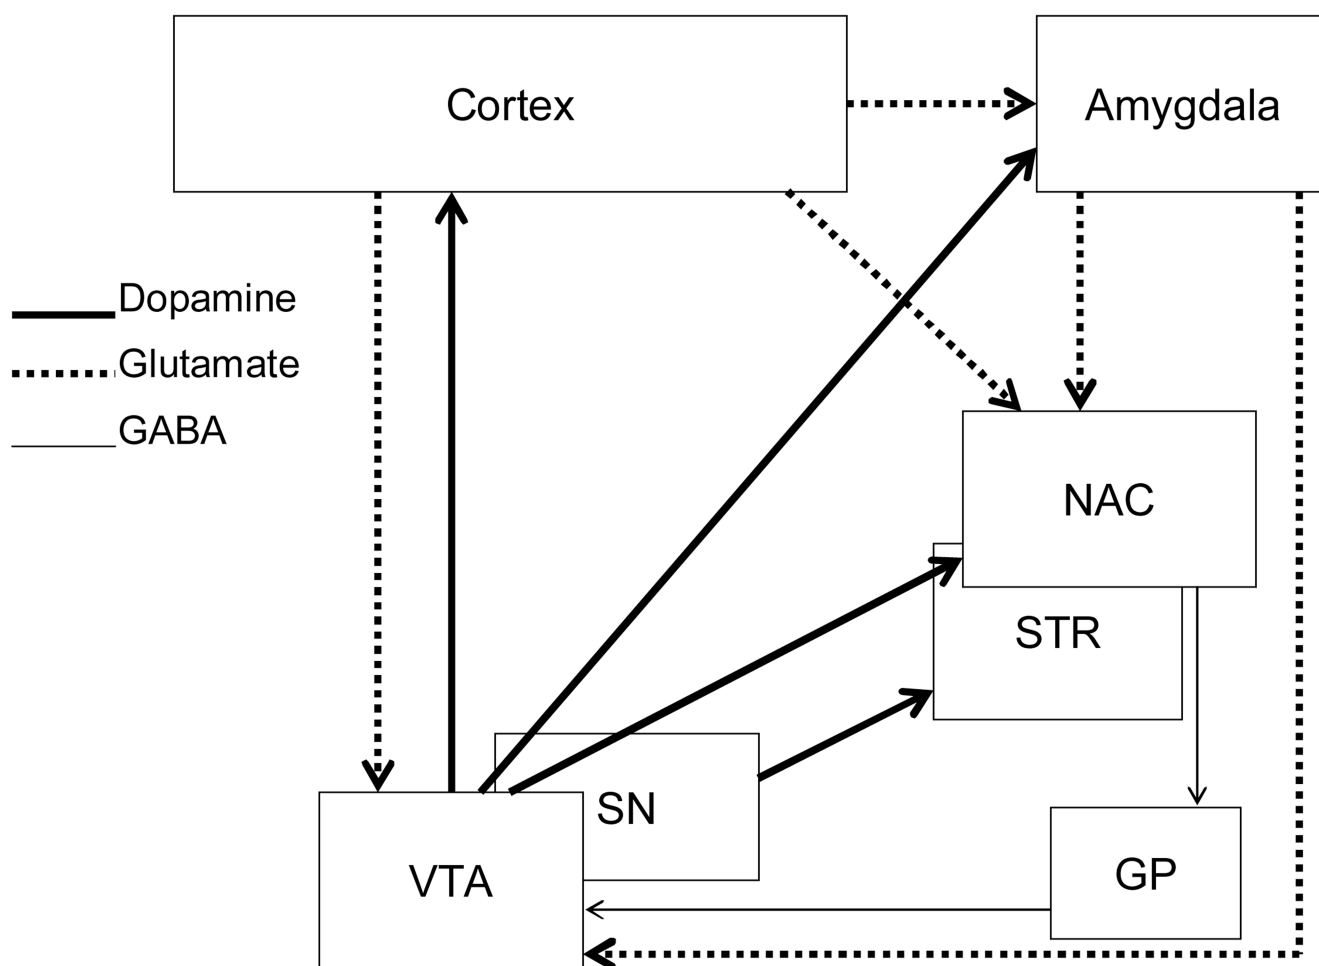 Cortex
Amygdala
Dopamine
Glutamate
GABA
NAC
STR
SN
VTA
GP